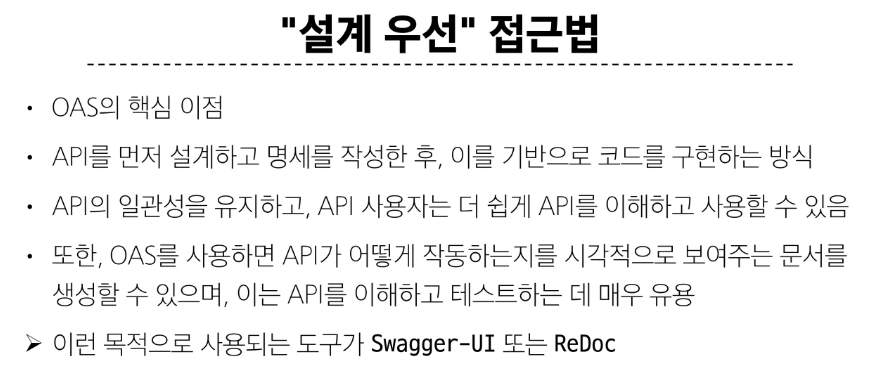 "설계 우선" 접근법
• OAS의 핵심 이점
• API를 먼저 설계하고 명세를 작성한 후, 이를 기반으로 코드를 구현하는 방식
• API의 일관성을 유지하고, API 사용자는 더 쉽게 API를 이해하고 사용할 수 있음
• 또한, OAS를 사용하면 API가 어떻게 작동하는지를 시각적으로 보여주는 문서를
생성할 수 있으며, 이는 API를 이해하고 테스트하는 데 매우 유용
➢ 이런 목적으로 사용되는 도구가 Swagger-UI 또는 ReDoc